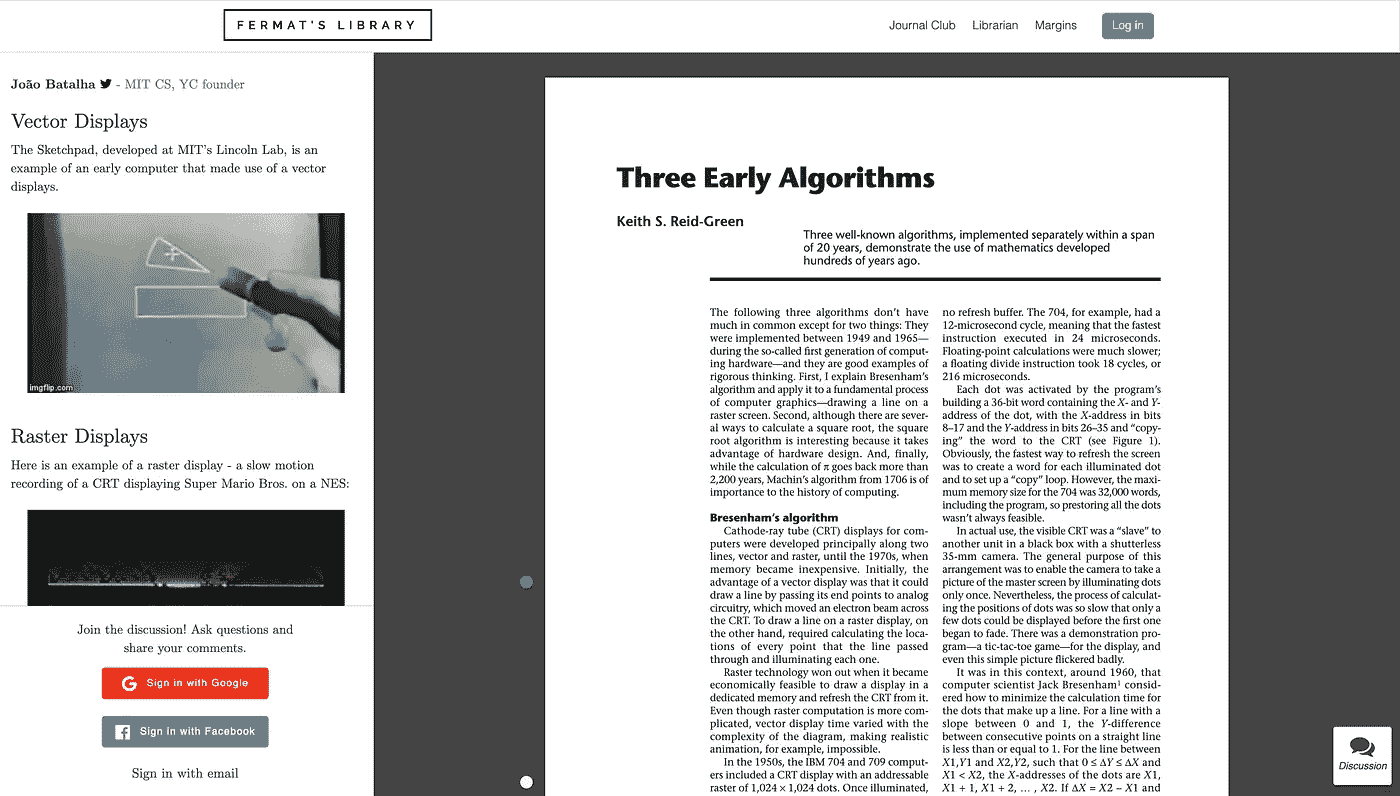 FERMAT'S LIBRARY
Journal Club
Librarian
Margins
Log in
João Batalha - MIT CS, YC founder
Vector Displays
The Sketchpad, developed at MIT's Lincoln Lab, is an
example of an early computer that made use of a vector
displays.
imgflip.com
Raster Displays
Here is an example of a raster display - a slow motion
recording of a CRT displaying Super Mario Bros. on a NES:
Join the discussion! Ask questions and
share your comments.
Sign in with Google
Sign in with Facebook
Sign in with email
Three Early Algorithms
Keith S. Reid-Green
Three well-known algorithms, implemented separately within a span
of 20 years, demonstrate the use of mathematics developed
hundreds of years ago.
The following three algorithms don't have
much in common except for two things: They
were implemented between 1949 and 1965—
during the so-called first generation of comput-
ing hardware—and they are good examples of
rigorous thinking. First, I explain Bresenham's
algorithm and apply it to a fundamental process
of computer graphics—drawing a line on a
raster screen. Second, although there are sever-
al ways to calculate a square root, the square
root algorithm is interesting because it takes
advantage of hardware design. And, finally,
while the calculation of π goes back more than
2,200 years, Machin's algorithm from 1706 is of
importance to the history of computing.
Bresenham's algorithm
Cathode-ray tube (CRT) displays for com-
puters were developed principally along two
lines, vector and raster, until the 1970s, when
memory became inexpensive. Initially, the
advantage of a vector display was that it could
draw a line by passing its end points to analog
circuitry, which moved an electron beam across
the CRT. To draw a line on a raster display, on
the other hand, required calculating the loca-
tions of every point that the line passed
through and illuminating each one.
Raster technology won out when it became
economically feasible to draw a display in a
dedicated memory and refresh the CRT from it.
Even though raster computation is more com-
plicated, vector display time varied with the
complexity of the diagram, making realistic
animation, for example, impossible.
In the 1950s, the IBM 704 and 709 comput-
ers included a CRT display with an addressable
raster of 1,024 × 1,024 dots. Once illuminated,
no refresh buffer. The 704, for example, had a
12-microsecond cycle, meaning that the fastest
instruction executed in 24 microseconds.
Floating-point calculations were much slower;
a floating divide instruction took 18 cycles, or
216 microseconds.
Each dot was activated by the program's
building a 36-bit word containing the X- and Y-
address of the dot, with the X-address in bits
8–17 and the Y-address in bits 26–35 and “copy-
ing” the word to the CRT (see Figure 1).
Obviously, the fastest way to refresh the screen
was to create a word for each illuminated dot
and to set up a “copy” loop. However, the maxi-
mum memory size for the 704 was 32,000 words,
including the program, so prestoring all the dots
wasn't always feasible.
In actual use, the visible CRT was a “slave” to
another unit in a black box with a shutterless
35-mm camera. The general purpose of this
arrangement was to enable the camera to take a
picture of the master screen by illuminating dots
only once. Nevertheless, the process of calculat-
ing the positions of dots was so slow that only a
few dots could be displayed before the first one
began to fade. There was a demonstration pro-
gram—a tic-tac-toe game—for the display, and
even this simple picture flickered badly.
It was in this context, around 1960, that
computer scientist Jack Bresenham¹ consid-
ered how to minimize the calculation time for
the dots that make up a line. For a line with a
slope between 0 and 1, the Y-difference
between consecutive points on a straight line
is less than or equal to 1. For the line between
X1,Y1 and X2,Y2, such that 0 ≤ ΔY ≤ ΔX and
X1 < X2, the X-addresses of the dots are X1,
X1 + 1, X1 + 2, … , X2. If ΔX = X2 − X1 and
Discussion